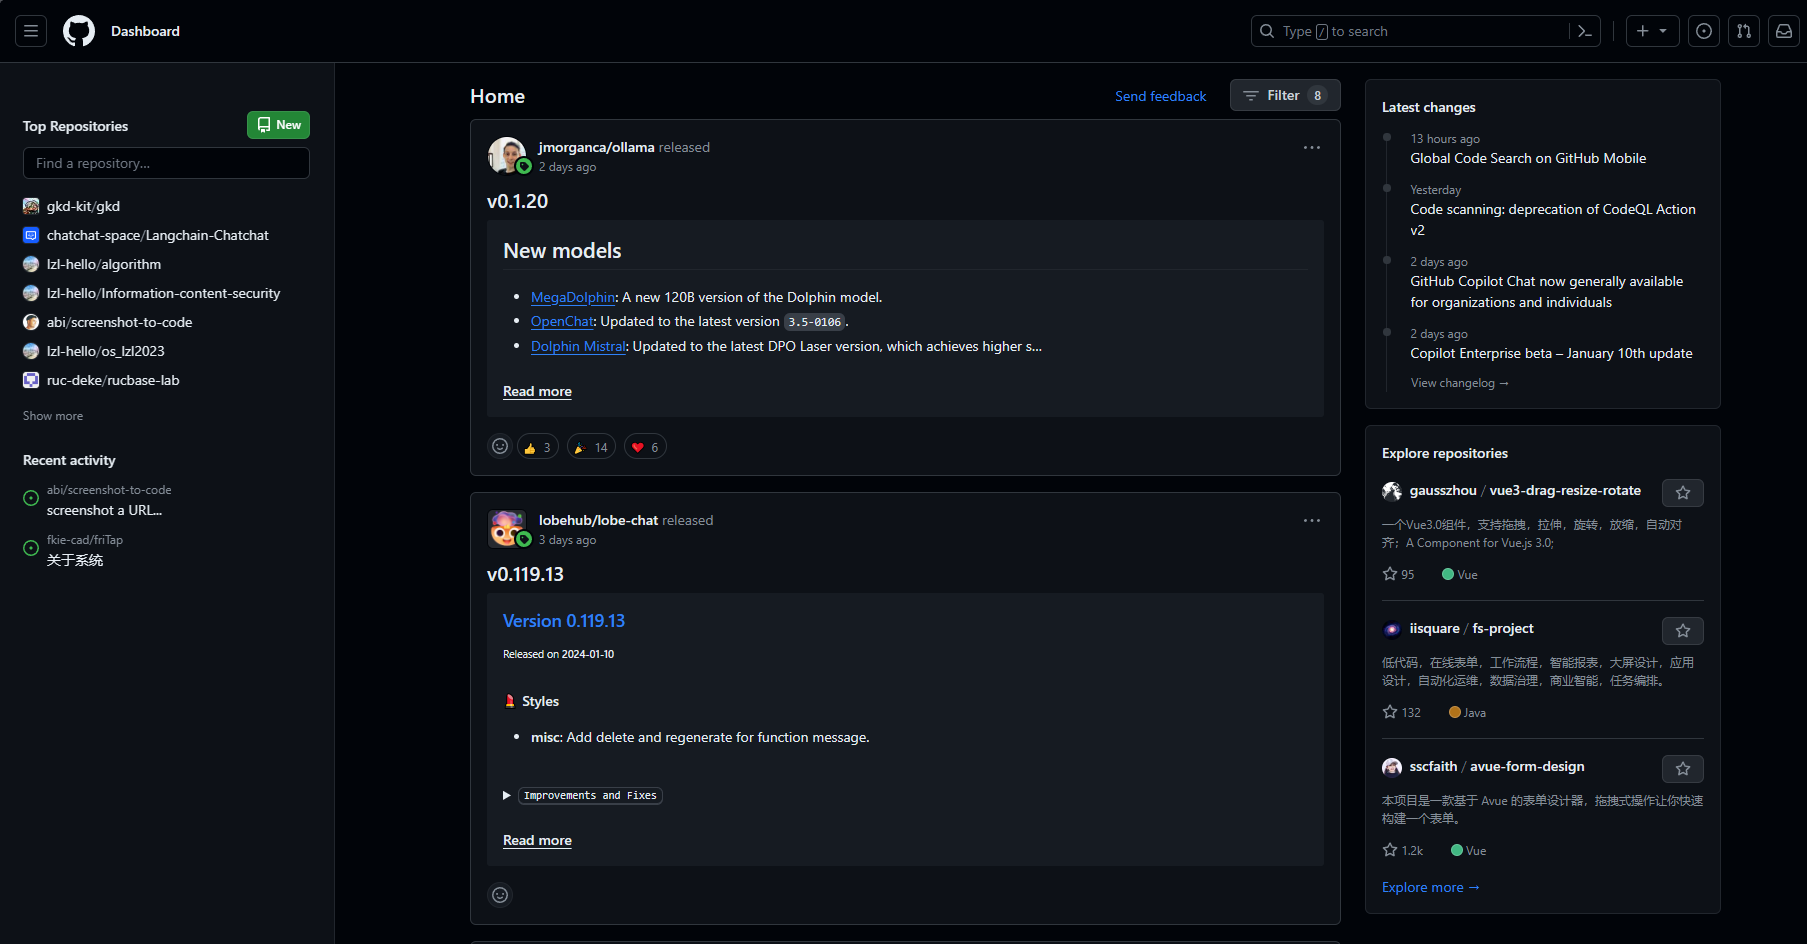 Dashboard
Type / to search
Top Repositories
New
Find a repository...
gkd-kit/gkd
chatchat-space/Langchain-Chatchat
lzl-hello/algorithm
lzl-hello/Information-content-security
abi/screenshot-to-code
lzl-hello/os_lzl2023
ruc-deke/rucbase-lab
Show more
Recent activity
abi/screenshot-to-code
screenshot a URL...
fkie-cad/friTap
关于系统
Home
Send feedback
Filter 8
jmorganca/ollama released
2 days ago
v0.1.20
New models
MegaDolphin: A new 120B version of the Dolphin model.
OpenChat: Updated to the latest version 3.5-0106.
Dolphin Mistral: Updated to the latest DPO Laser version, which achieves higher s...
Read more
3 14 6
lobehub/lobe-chat released
3 days ago
v0.119.13
Version 0.119.13
Released on 2024-01-10
Styles
misc: Add delete and regenerate for function message.
Improvements and Fixes
Read more
Latest changes
13 hours ago
Global Code Search on GitHub Mobile
Yesterday
Code scanning: deprecation of CodeQL Action
v2
2 days ago
GitHub Copilot Chat now generally available
for organizations and individuals
2 days ago
Copilot Enterprise beta – January 10th update
View changelog →
Explore repositories
gausszhou / vue3-drag-resize-rotate
一个Vue3.0组件，支持拖拽，拉伸，旋转，放缩，自动对
齐；A Component for Vue.js 3.0;
95 Vue
iisquare / fs-project
低代码，在线表单，工作流程，智能报表，大屏设计，应用
设计，自动化运维，数据治理，商业智能，任务编排。
132 Java
sscfaith / avue-form-design
本项目是一款基于 Avue 的表单设计器，拖拽式操作让你快速
构建一个表单。
1.2k Vue
Explore more →